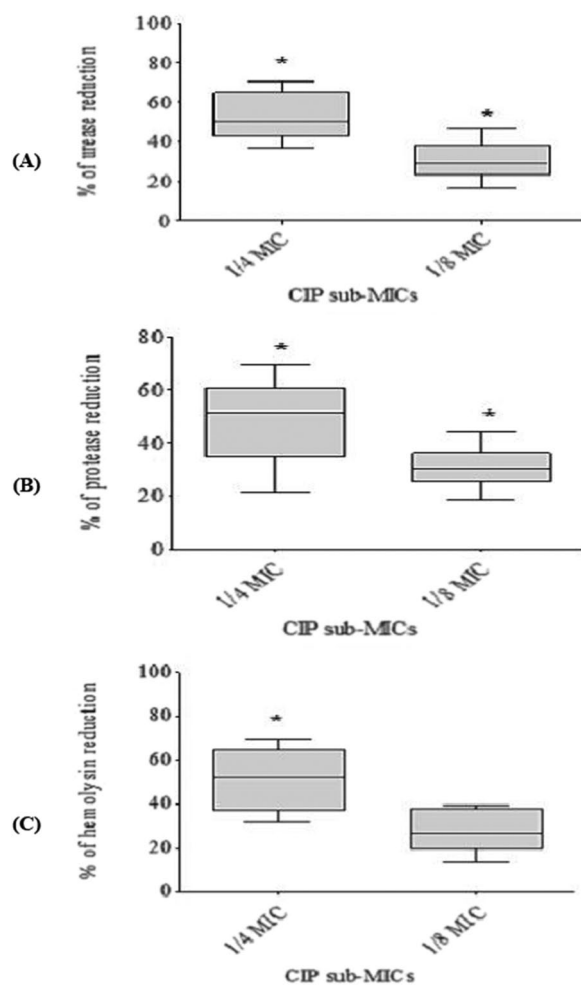 (A)
% of urease reduction
100
80
60
40
20
0
*
*
1/4 MIC
1/8 MIC
CIP sub-MICs
(B)
% of protease reduction
80
60
40
20
0
*
*
1/4 MIC
1/8 MIC
CIP sub-MICs
(C)
% of hemolysin reduction
100
80
60
40
20
0
*
1/4 MIC
1/8 MIC
CIP sub-MICs